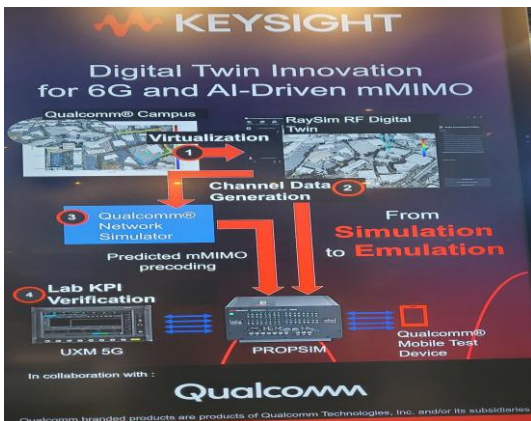 KEYSIGHT
Digital Twin Innovation
for 6G and AI-Driven mMIMO
Qualcomm® Campus
RaySim RF Digital
Twin
Virtualization
1
Channel Data
Generation
2
3
Qualcomm®
Network
Simulator
From
Simulation
to Emulation
Predicted mMIMO
precoding
4
Lab KPI
Verification
UXM 5G
PROPSIM
Qualcomm®
Mobile Test
Device
In collaboration with :
Qualcomm
Qualcomm branded products are products of Qualcomm Technologies, Inc. and/or its subsidiaries